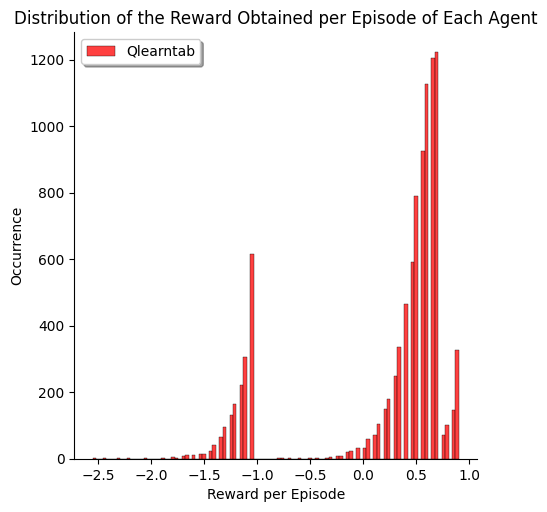 Distribution of the Reward Obtained per Episode of Each Agent
Qlearntab
1200
1000
800
600
400
200
0
Occurrence
−2.5 −2.0 −1.5 −1.0 −0.5 0.0 0.5 1.0
Reward per Episode